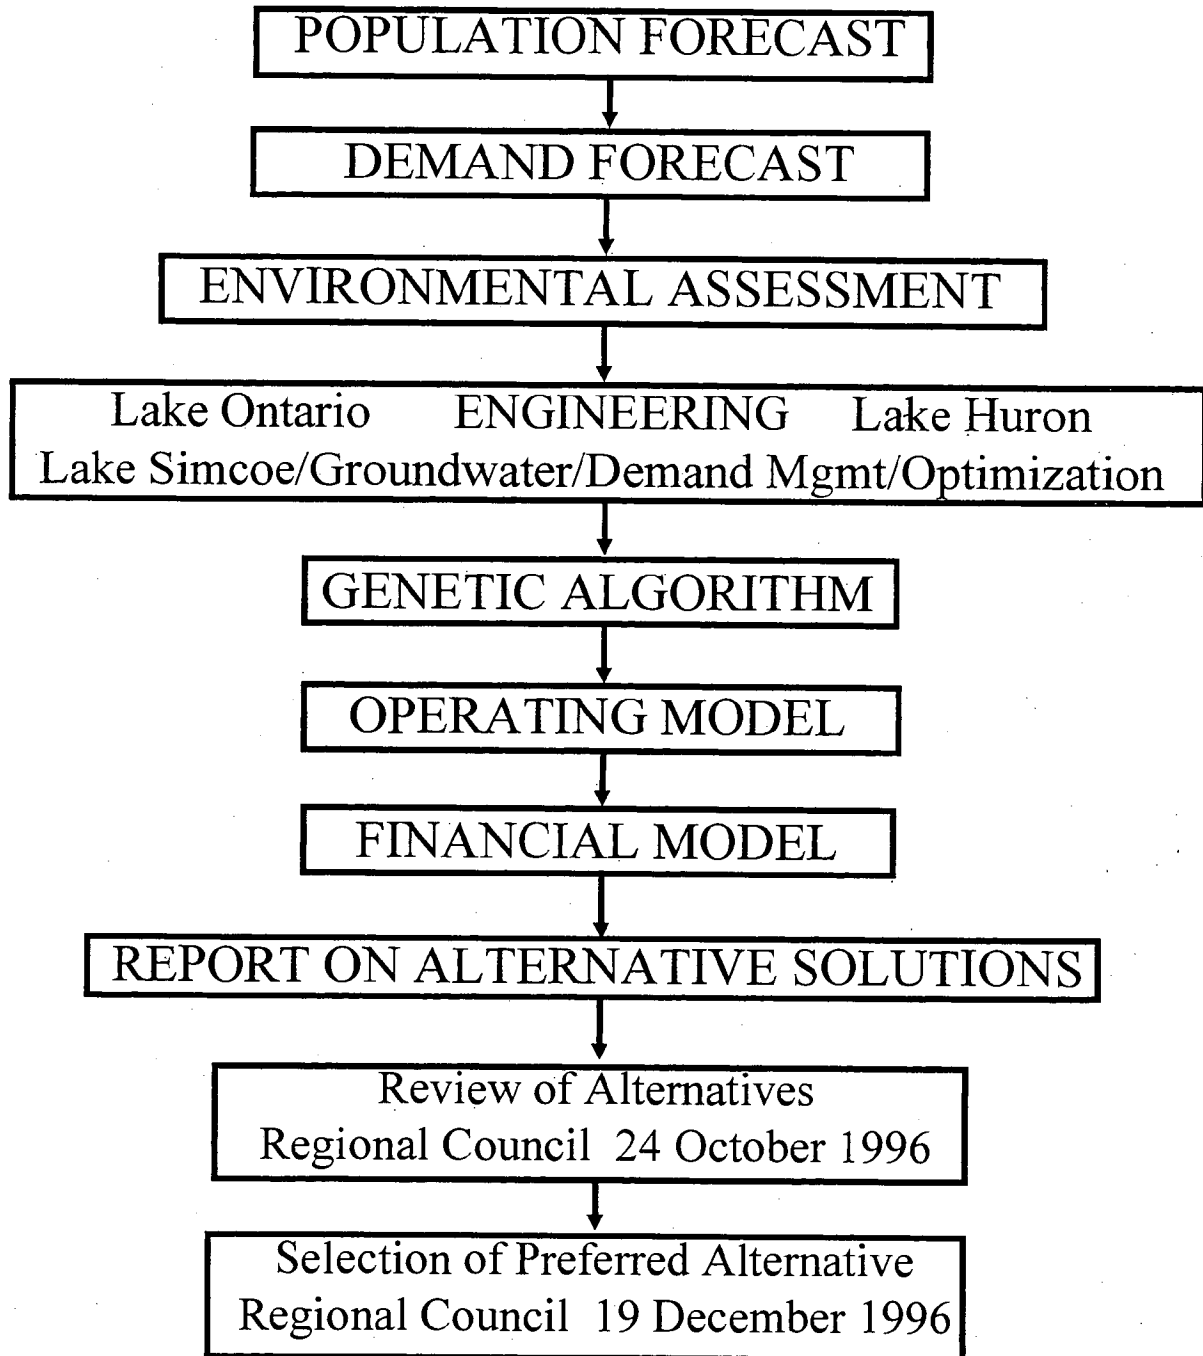 POPULATION FORECAST
DEMAND FORECAST
ENVIRONMENTAL ASSESSMENT
Lake Ontario ENGINEERING Lake Huron
Lake Simcoe/Groundwater/Demand Mgmt/Optimization
GENETIC ALGORITHM
OPERATING MODEL
FINANCIAL MODEL
REPORT ON ALTERNATIVE SOLUTIONS
Review of Alternatives
Regional Council 24 October 1996
Selection of Preferred Alternative
Regional Council 19 December 1996